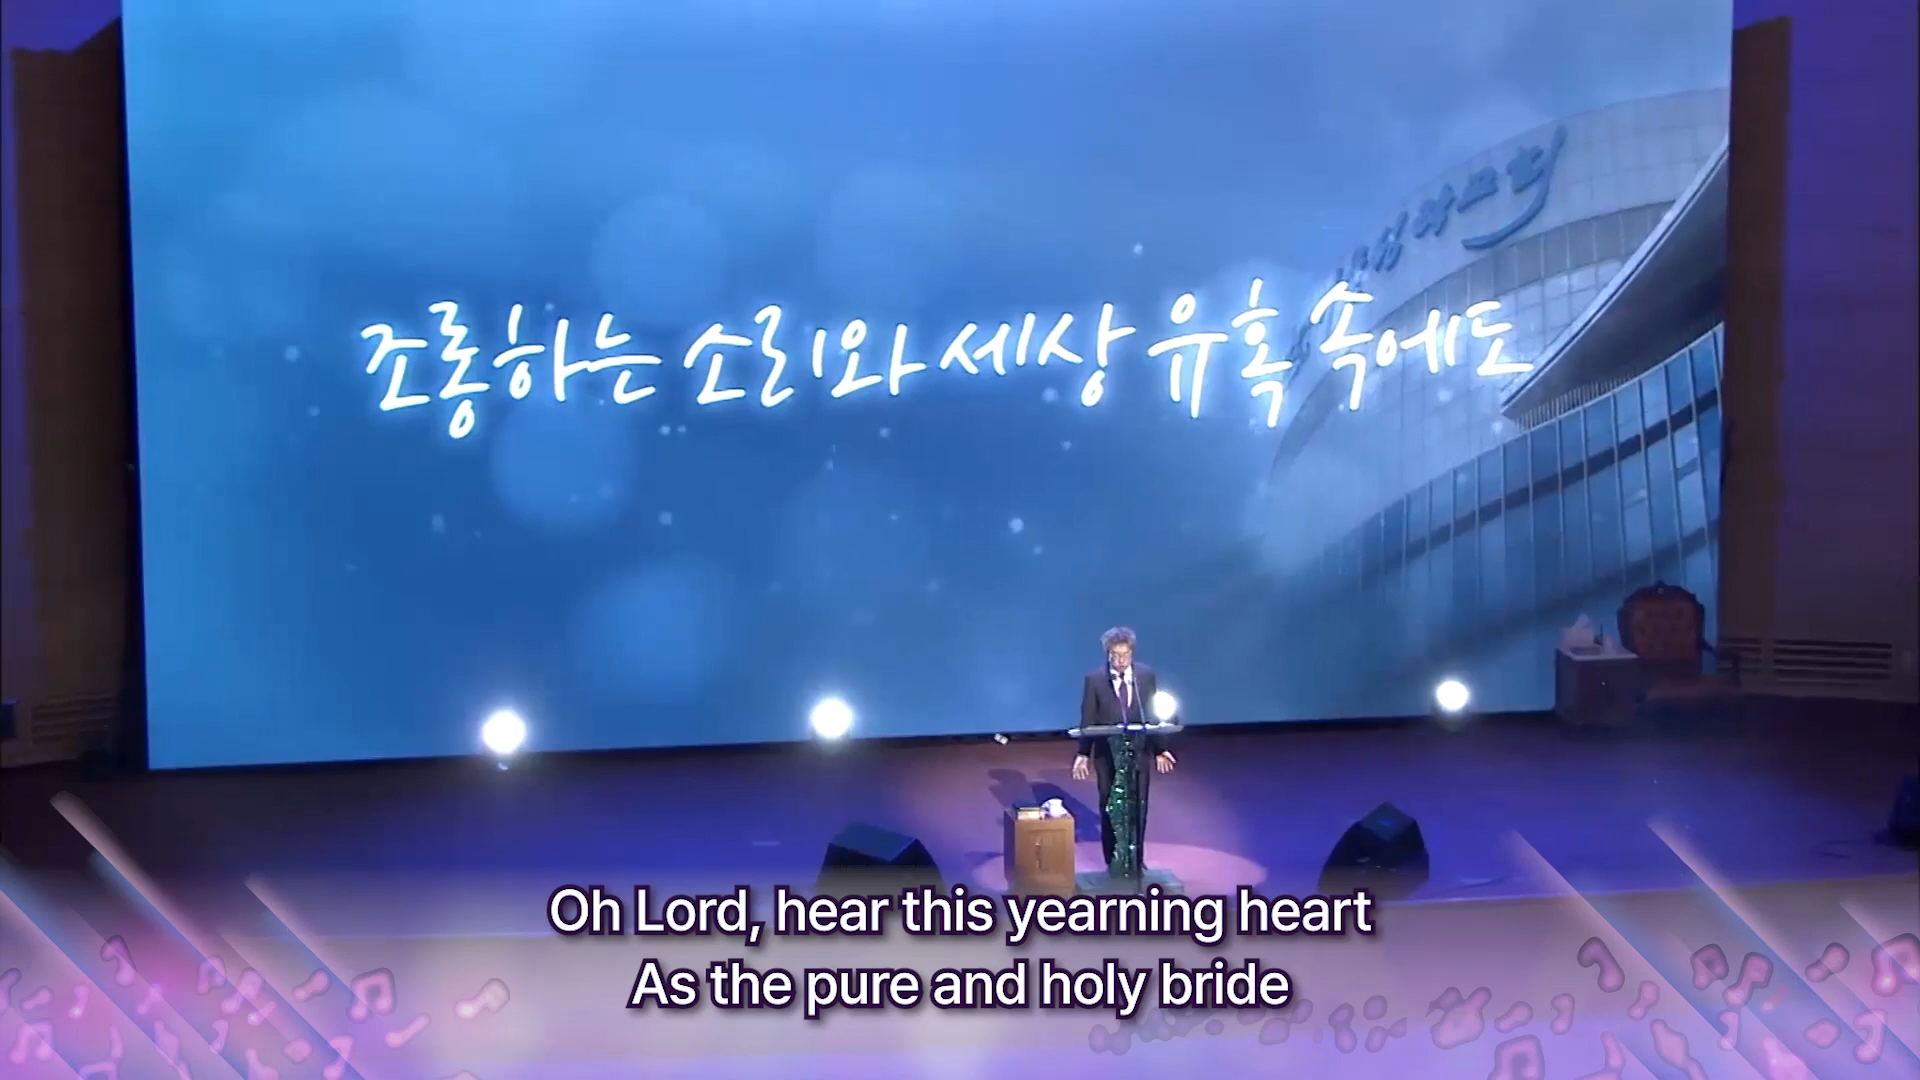 조롱하는 소리와 세상 유혹 속에도
Oh Lord, hear this yearning heart
As the pure and holy bride